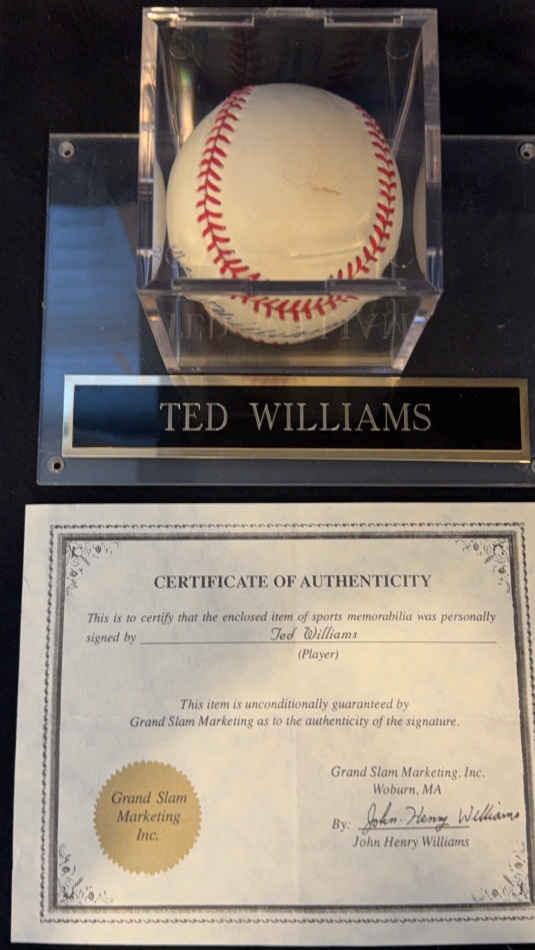 TED WILLIAMS
CERTIFICATE OF AUTHENTICITY
This is to certify that the enclosed item of sports memorabilia was personally
signed by Ted Williams
(Player)
This item is unconditionally guaranteed by
Grand Slam Marketing as to the authenticity of the signature.
Grand Slam
Marketing
Inc.
Grand Slam Marketing, Inc.
Woburn, MA
By: John-Henry Williams
John Henry Williams